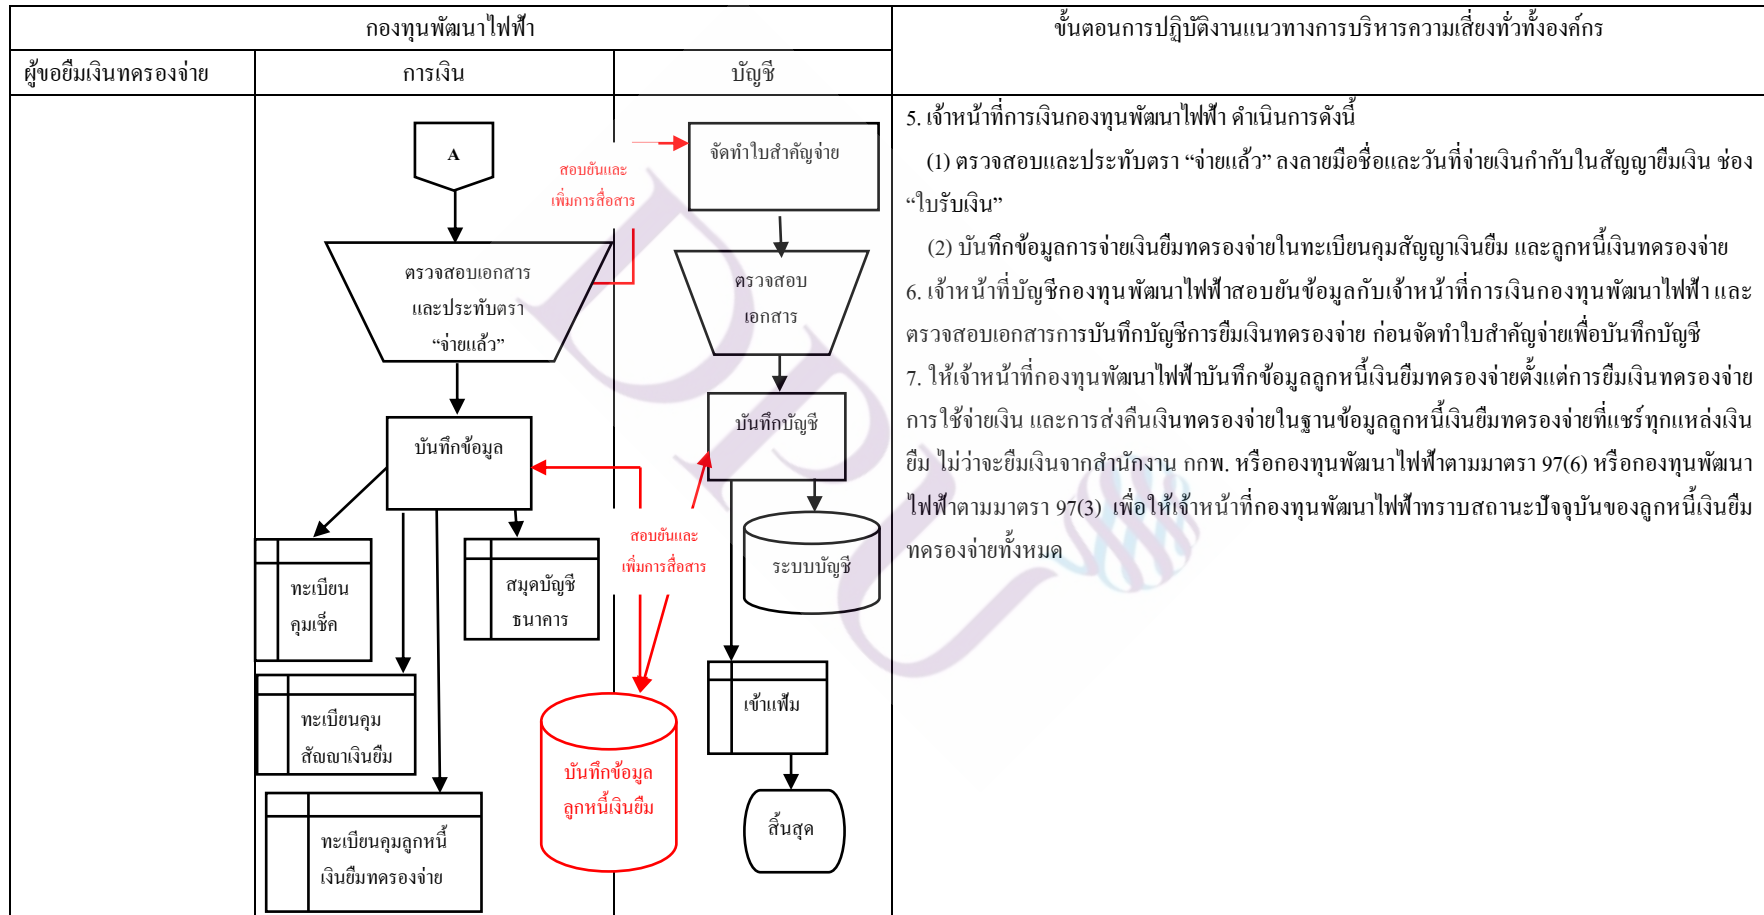 กองทุนพัฒนาไฟฟ้า
ขั้นตอนการปฏิบัติงานแนวทางการบริหารความเสี่ยงทั่วทั้งองค์กร
ผู้ขอยืมเงินทดรองจ่าย
การเงิน
บัญชี
A
สอบยันและ
เพิ่มการสื่อสาร
จัดทำใบสำคัญจ่าย
ตรวจสอบเอกสาร
และประทับตรา
“จ่ายแล้ว”
ตรวจสอบ
เอกสาร
บันทึกข้อมูล
บันทึกบัญชี
สอบยันและ
เพิ่มการสื่อสาร
ทะเบียน
คุมเช็ค
สมุดบัญชี
ธนาคาร
ระบบบัญชี
ทะเบียนคุม
สัญญาเงินยืม
เข้าแฟ้ม
บันทึกข้อมูล
ลูกหนี้เงินยืม
ทะเบียนคุมลูกหนี้
เงินยืมทดรองจ่าย
สิ้นสุด
5. เจ้าหน้าที่การเงินกองทุนพัฒนาไฟฟ้า ดำเนินการดังนี้
(1) ตรวจสอบและประทับตรา “จ่ายแล้ว” ลงลายมือชื่อและวันที่จ่ายเงินกำกับในสัญญายืมเงิน ช่อง
“ใบรับเงิน”
(2) บันทึกข้อมูลการจ่ายเงินยืมทดรองจ่ายในทะเบียนคุมสัญญาเงินยืม และลูกหนี้เงินทดรองจ่าย
6. เจ้าหน้าที่บัญชีกองทุนพัฒนาไฟฟ้าสอบยันข้อมูลกับเจ้าหน้าที่การเงินกองทุนพัฒนาไฟฟ้า และ
ตรวจสอบเอกสารการบันทึกบัญชีการยืมเงินทดรองจ่าย ก่อนจัดทำใบสำคัญจ่ายเพื่อบันทึกบัญชี
7. ให้เจ้าหน้าที่กองทุนพัฒนาไฟฟ้าบันทึกข้อมูลลูกหนี้เงินยืมทดรองจ่ายตั้งแต่การยืมเงินทดรองจ่าย
การใช้จ่ายเงิน และการส่งคืนเงินทดรองจ่ายในฐานข้อมูลลูกหนี้เงินยืมทดรองจ่ายที่แชร์ทุกแหล่งเงิน
ยืม ไม่ว่าจะยืมเงินจากสำนักงาน กกพ. หรือกองทุนพัฒนาไฟฟ้าตามมาตรา 97(6) หรือกองทุนพัฒนา
ไฟฟ้าตามมาตรา 97(3) เพื่อให้เจ้าหน้าที่กองทุนพัฒนาไฟฟ้าทราบสถานะปัจจุบันของลูกหนี้เงินยืม
ทดรองจ่ายทั้งหมด
DPU